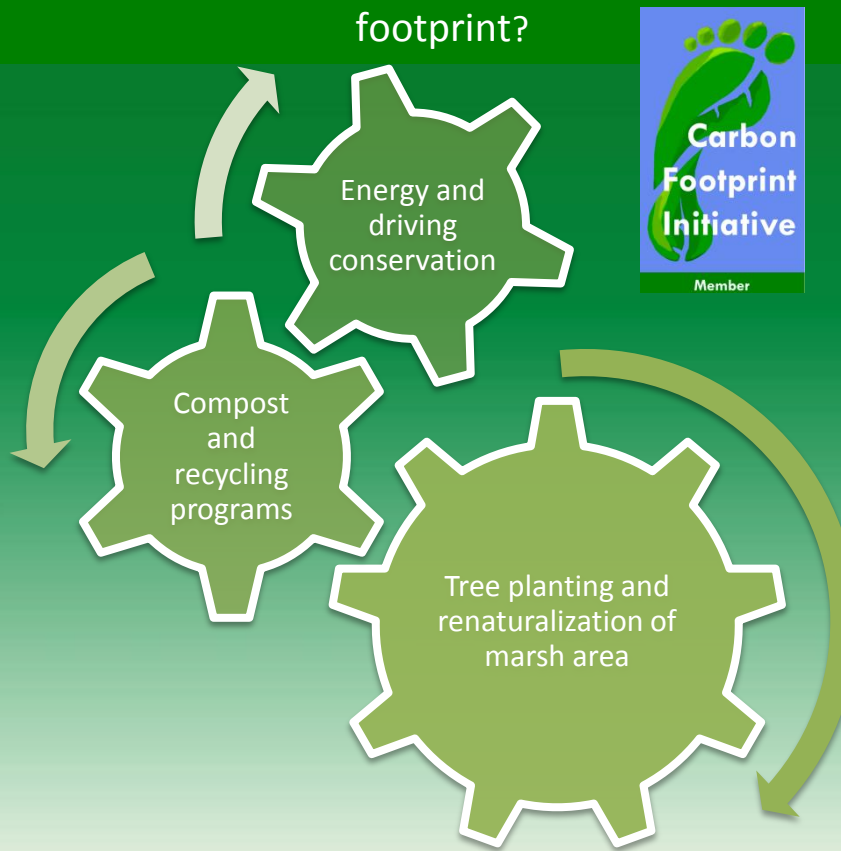 footprint?
Carbon
Footprint
Initiative
Member
Energy and
driving
conservation
Compost
and
recycling
programs
Tree planting and
renaturalization of
marsh area